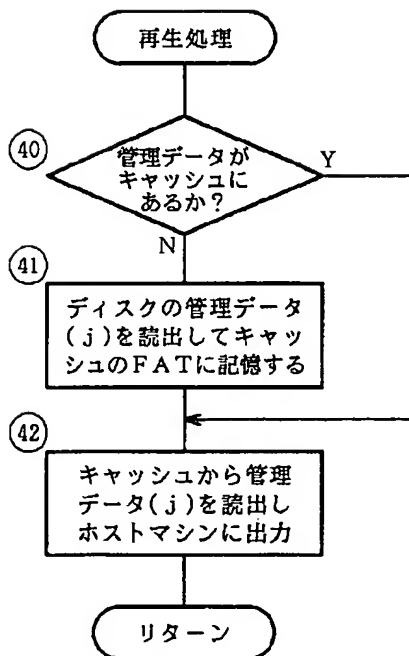 再生処理
40
管理データが
キャッシュに
あるか?
Y
N
41
ディスクの管理データ
(j)を読出してキャッ
シュのFATに記憶する
42
キャッシュから管理
データ(j)を読出し
ホストマシンに出力
リターン